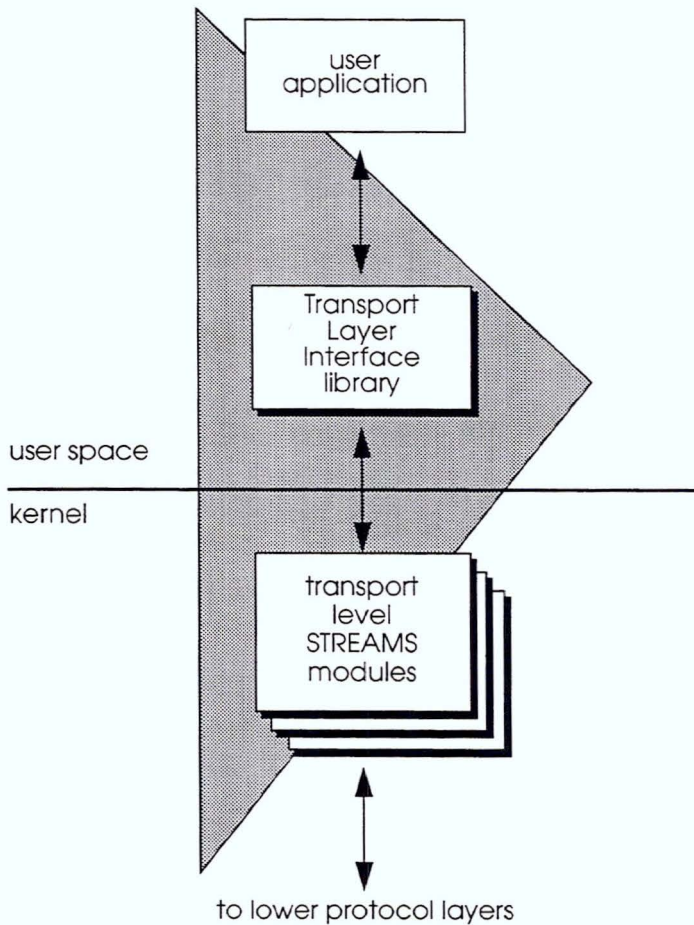 user
application
Transport
Layer
Interface
library
user space
kernel
transport
level
STREAMS
modules
to lower protocol layers